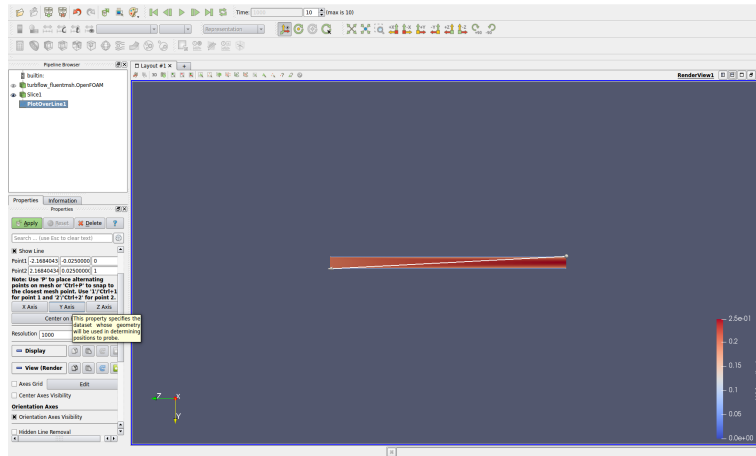 Time:
10 (max is 10)
Representation
Pipeline Browser
builtin:
turbflow_fluentmsh.OpenFOAM
Slice1
PlotOverLine1
Layout #1 × +
3D
RenderView1
Properties Information
Properties
Apply Reset Delete ?
Search ... (use Esc to clear text)
Show Line
Point1 -0.0250000 0
Point2 0.0250000 1
Note: Use 'P' to place alternating
points on mesh or 'Ctrl+P' to snap to
the closest mesh point. Use '1'/'Ctrl+1'
for point 1 and '2'/'Ctrl+2' for point 2.
X Axis Y Axis Z Axis
Center on
This property specifies the
dataset whose geometry
will be used in determining
positions to probe.
Resolution 1000
Display
View (Render
Axes Grid Edit
Center Axes Visibility
Orientation Axes
Orientation Axes Visibility
Hidden Line Removal
Z X
Y
2.5e-01
0.2
0.15
0.1
0.05
0.0e+00